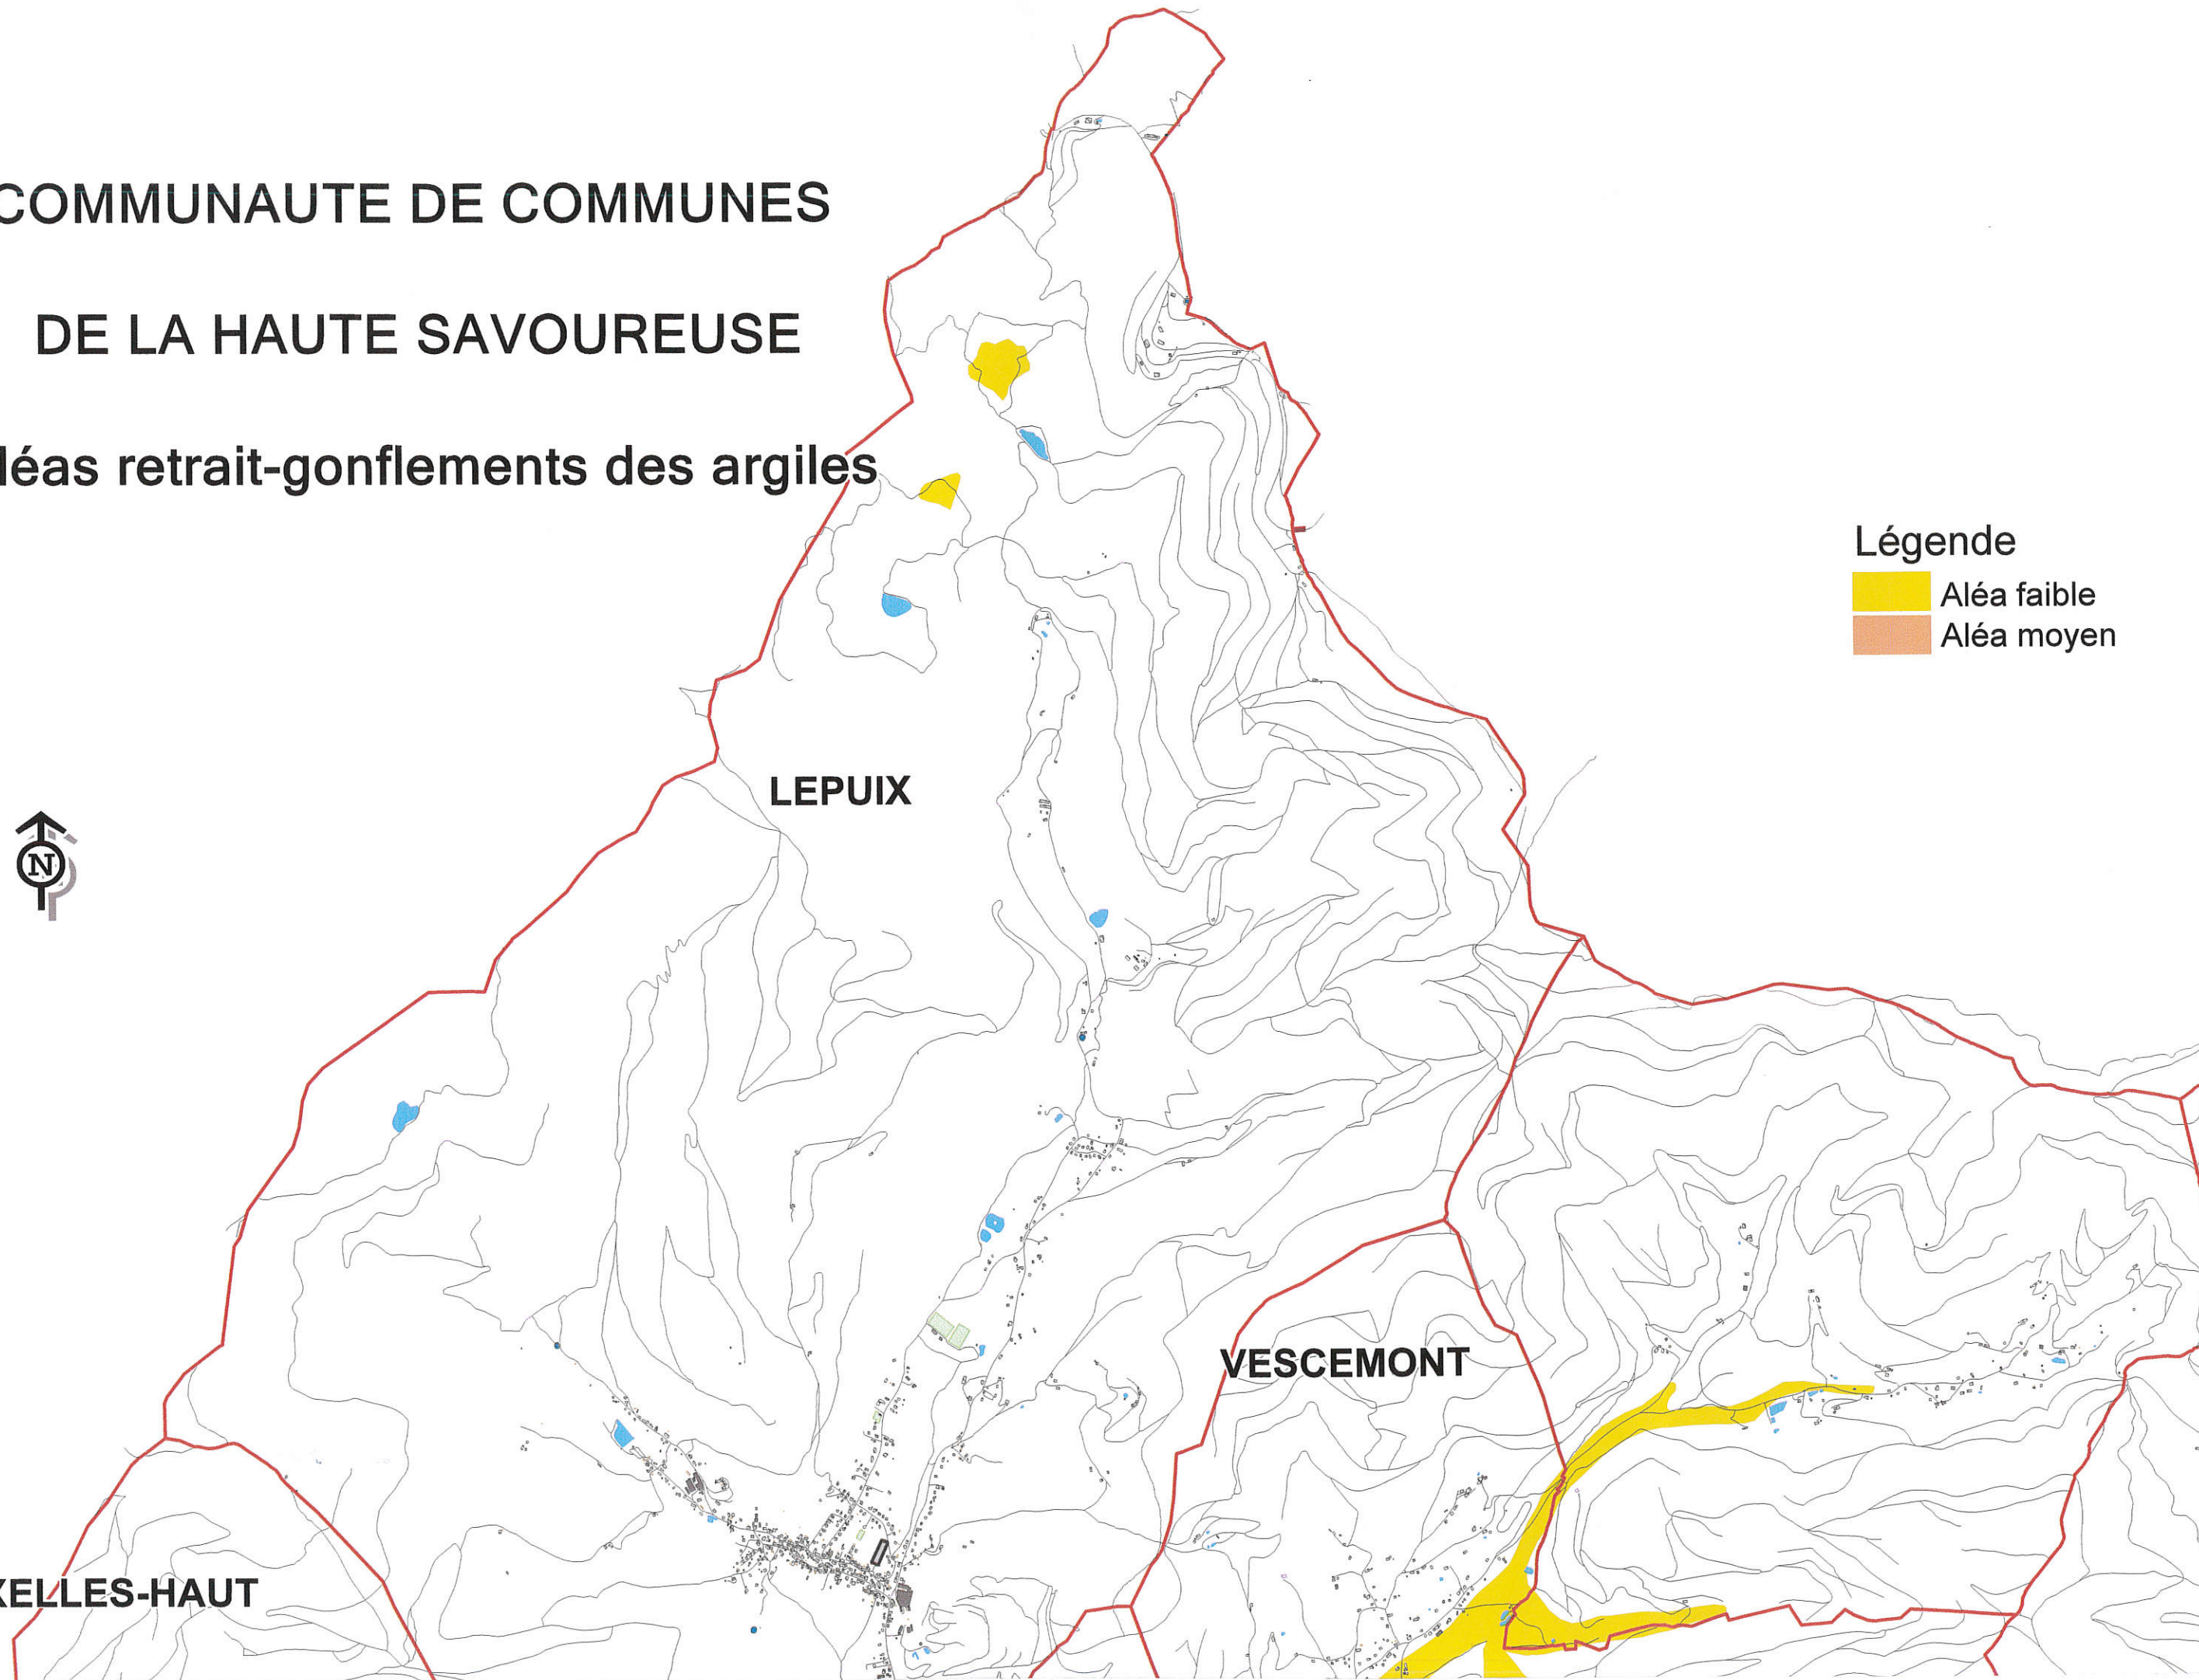 COMMUNAUTE DE COMMUNES
DE LA HAUTE SAVOUREUSE
léas retrait-gonflements des argiles
Légende
Aléa faible
Aléa moyen
LEPUIX
N
VESCEMONT
XELLES-HAUT